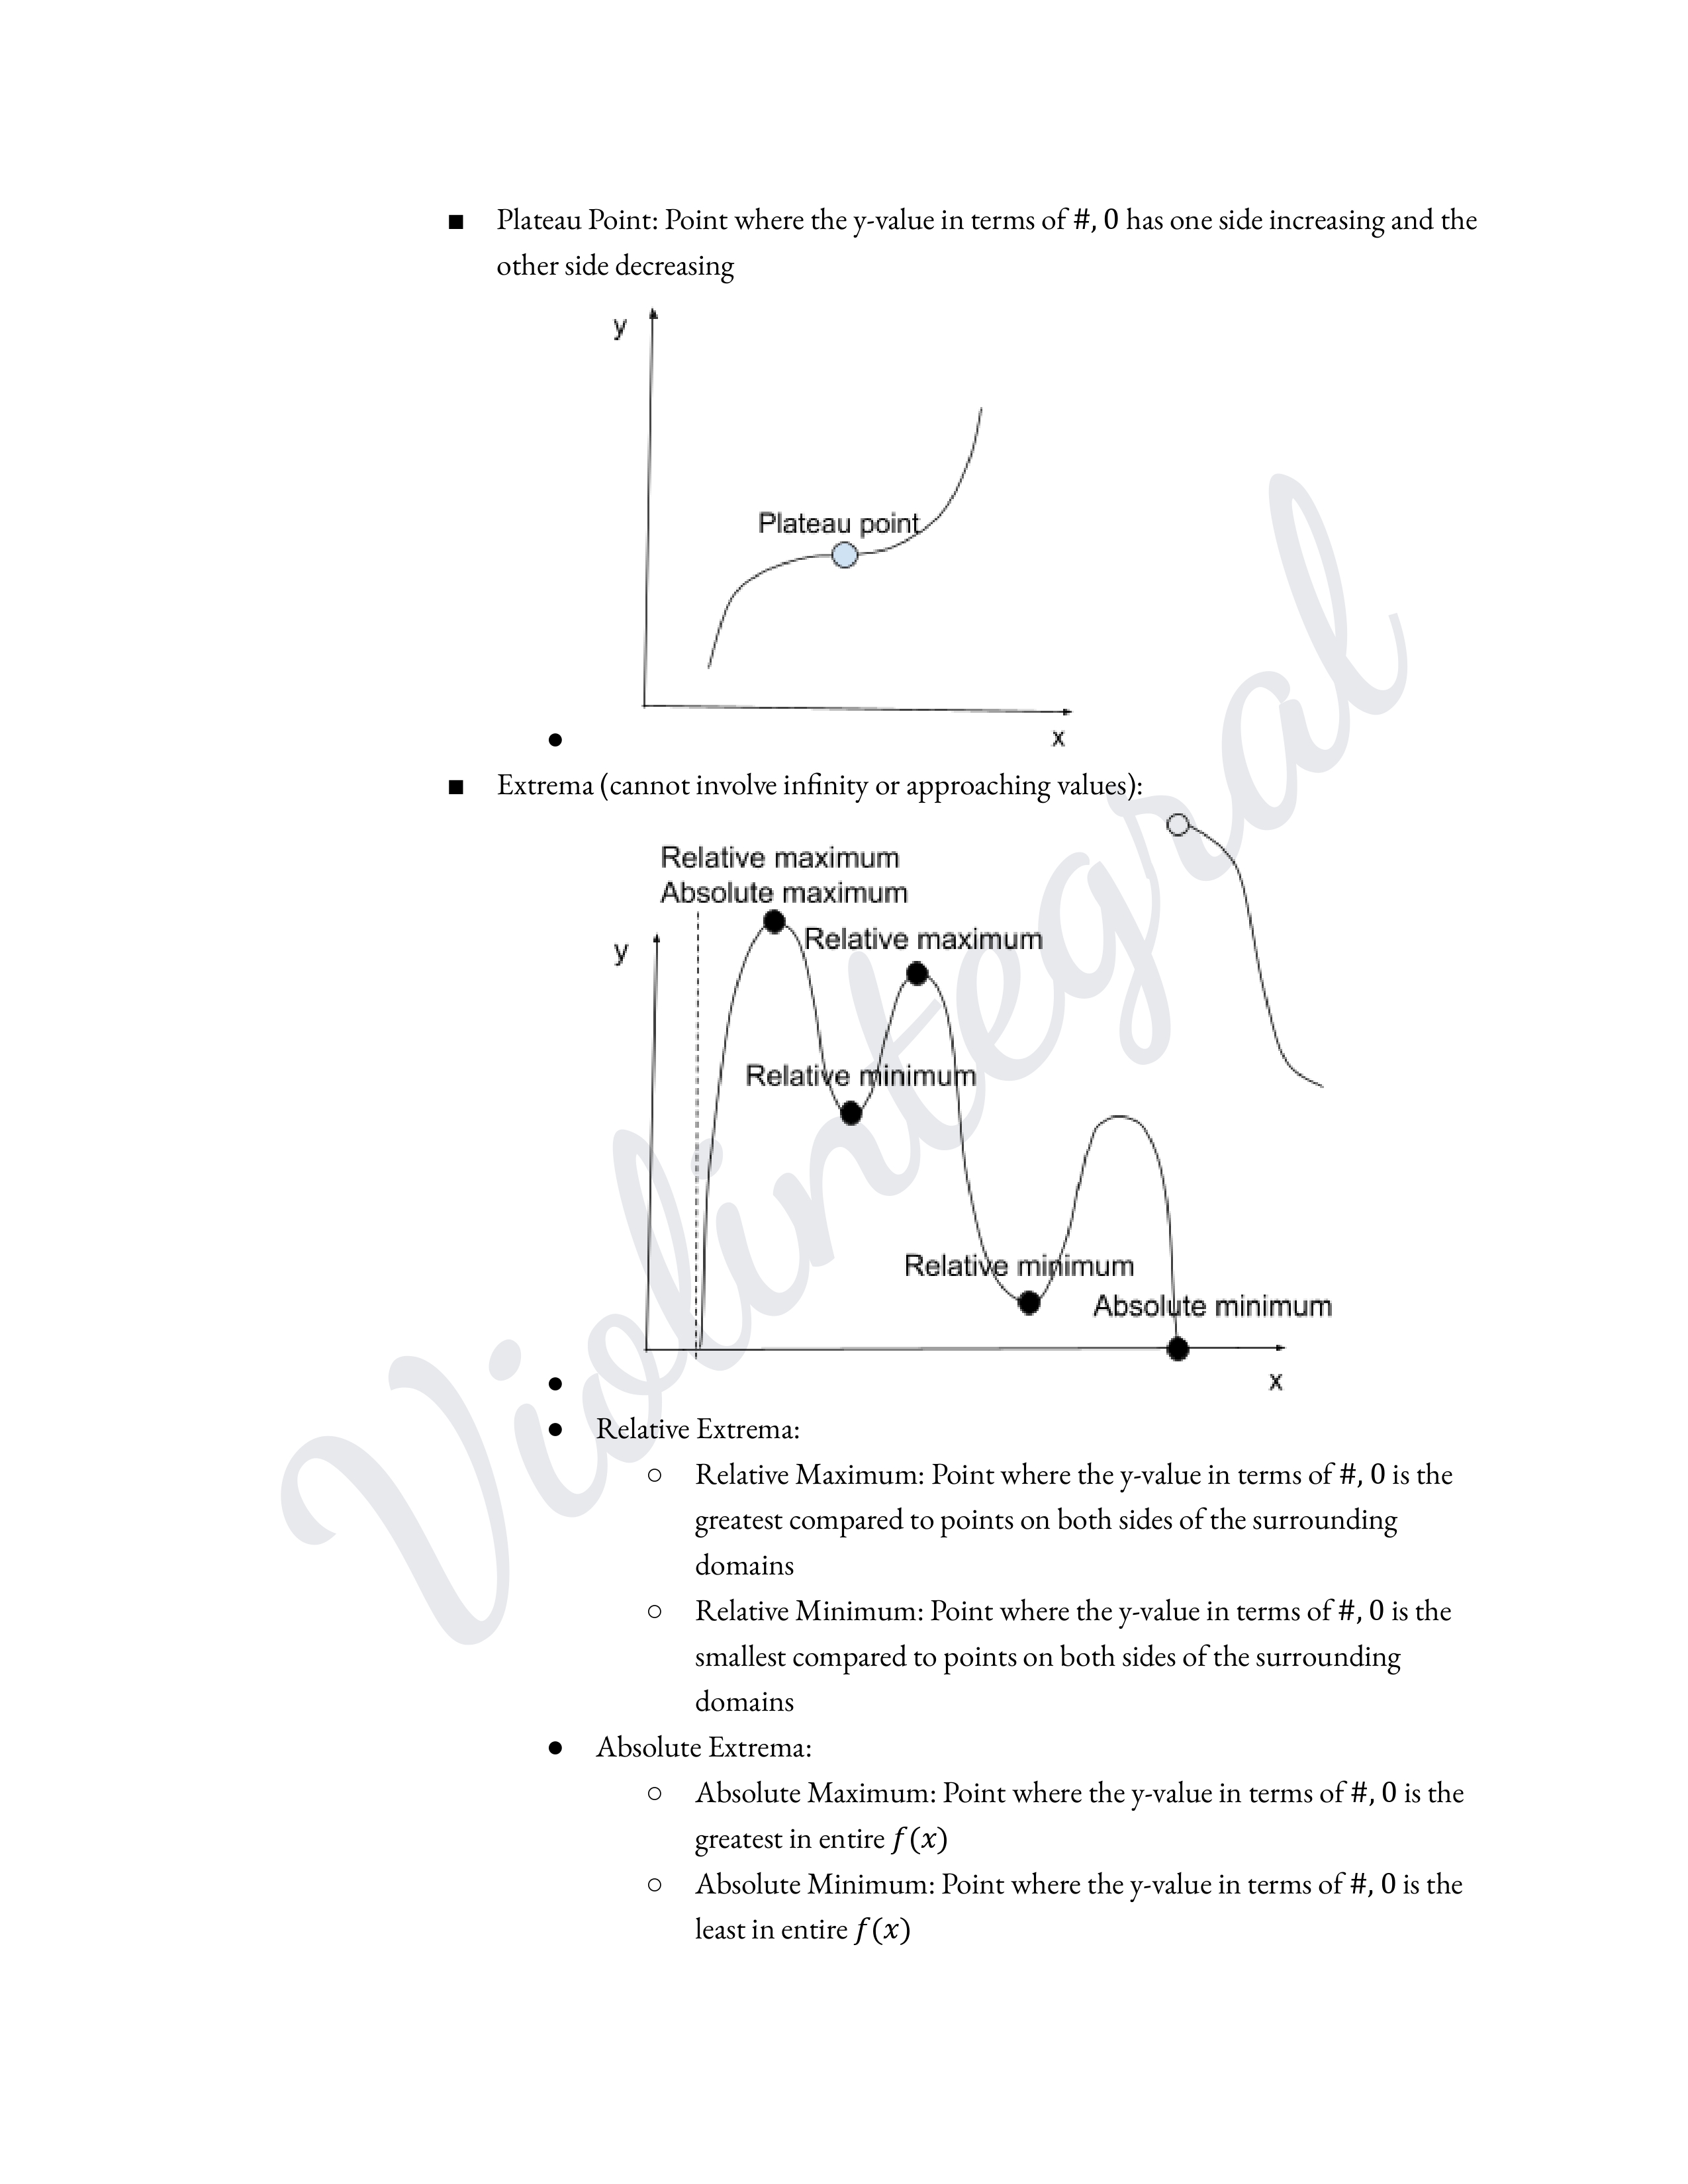 ■ Plateau Point: Point where the y-value in terms of #, 0 has one side increasing and the
other side decreasing
y
Plateau point
x
●
■ Extrema (cannot involve infinity or approaching values):
Relative maximum
Absolute maximum
Relative maximum
y
Relative minimum
Relative minimum
Absolute minimum
x
●
● Relative Extrema:
○ Relative Maximum: Point where the y-value in terms of #, 0 is the
greatest compared to points on both sides of the surrounding
domains
○ Relative Minimum: Point where the y-value in terms of #, 0 is the
smallest compared to points on both sides of the surrounding
domains
● Absolute Extrema:
○ Absolute Maximum: Point where the y-value in terms of #, 0 is the
greatest in entire f(x)
○ Absolute Minimum: Point where the y-value in terms of #, 0 is the
least in entire f(x)
Violintegral